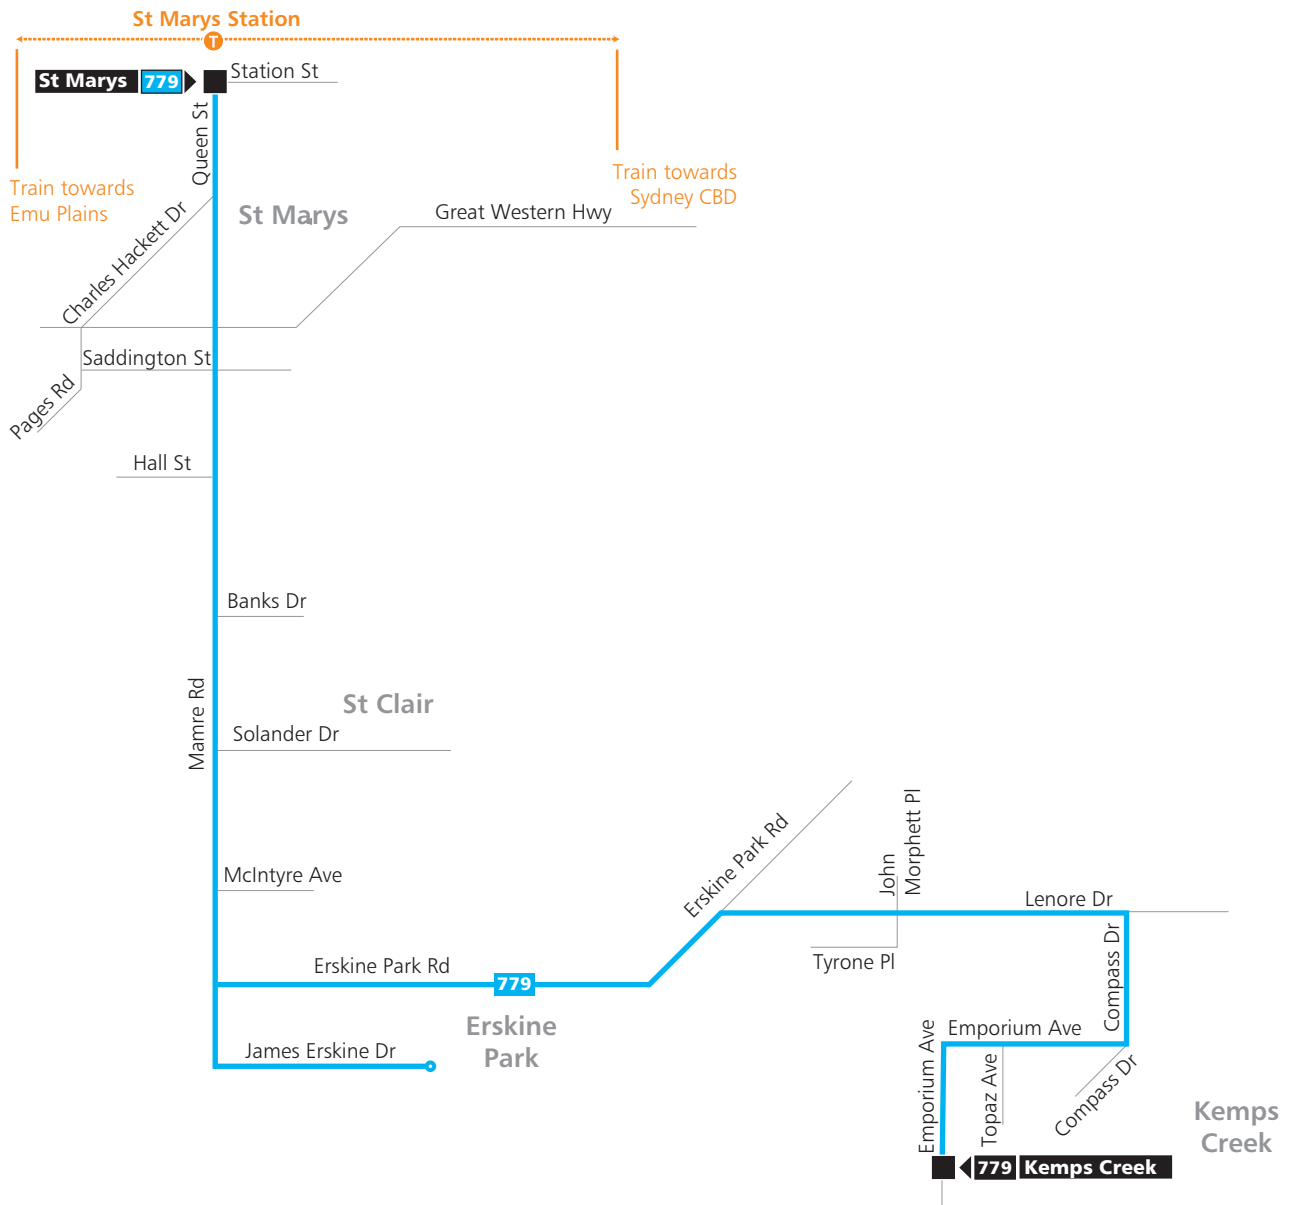 St Marys Station
T
St Marys 779
Station St
Queen St
Train towards
Emu Plains
Train towards
Sydney CBD
St Marys
Great Western Hwy
Charles Hackett Dr
Saddington St
Pages Rd
Hall St
Banks Dr
Mamre Rd
St Clair
Solander Dr
McIntyre Ave
Erskine Park Rd
John
Morphett Pl
Lenore Dr
Tyrone Pl
Compass Dr
Erskine Park Rd
779
Erskine
Park
James Erskine Dr
Emporium Ave
Emporium Ave
Topaz Ave
Compass Dr
Kemps
Creek
779 Kemps Creek